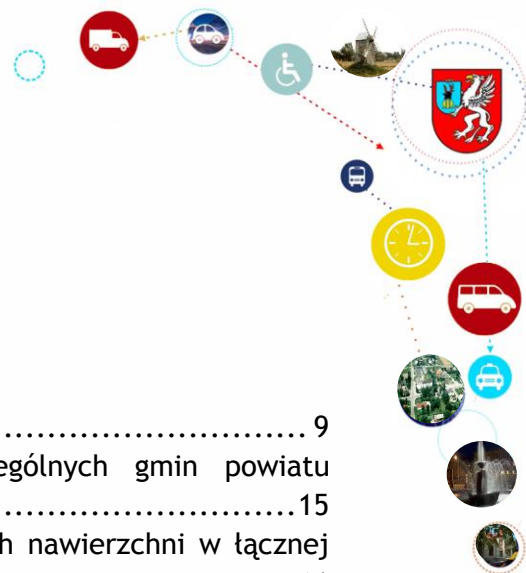 ............................ 9
ególnych gmin powiatu
............................15
h nawierzchni w łącznej